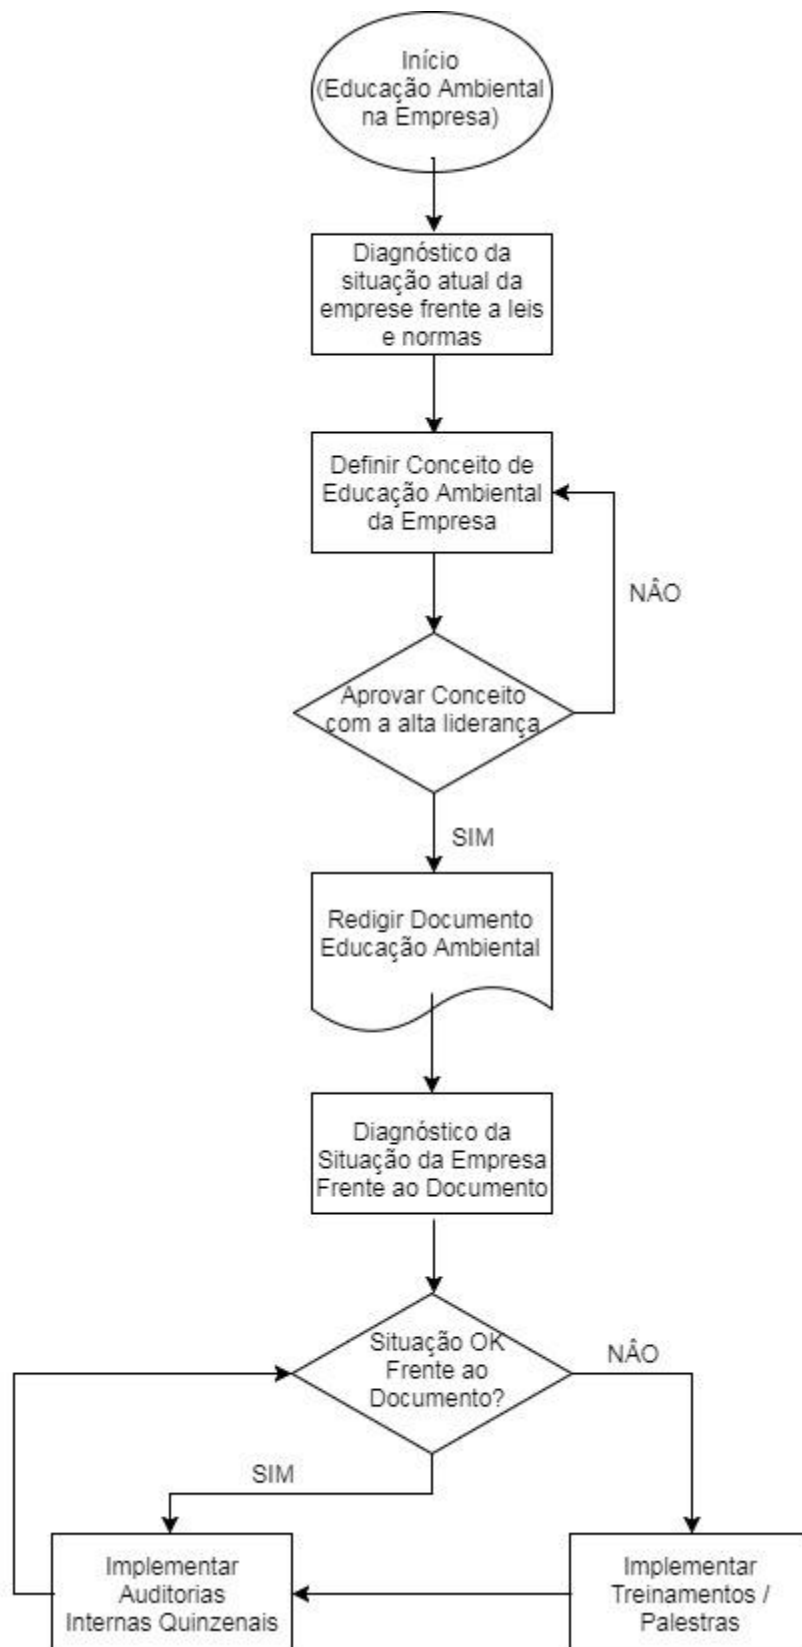 Início
(Educação Ambiental
na Empresa)
Diagnóstico da
situação atual da
emprese frente a leis
e normas
Definir Conceito de
Educação Ambiental
da Empresa
NÂO
Aprovar Conceito
com a alta liderança
SIM
Redigir Documento
Educação Ambiental
Diagnóstico da
Situação da Empresa
Frente ao Documento
Situação OK
Frente ao
Documento?
NÂO
SIM
Implementar
Auditorias
Internas Quinzenais
Implementar
Treinamentos /
Palestras